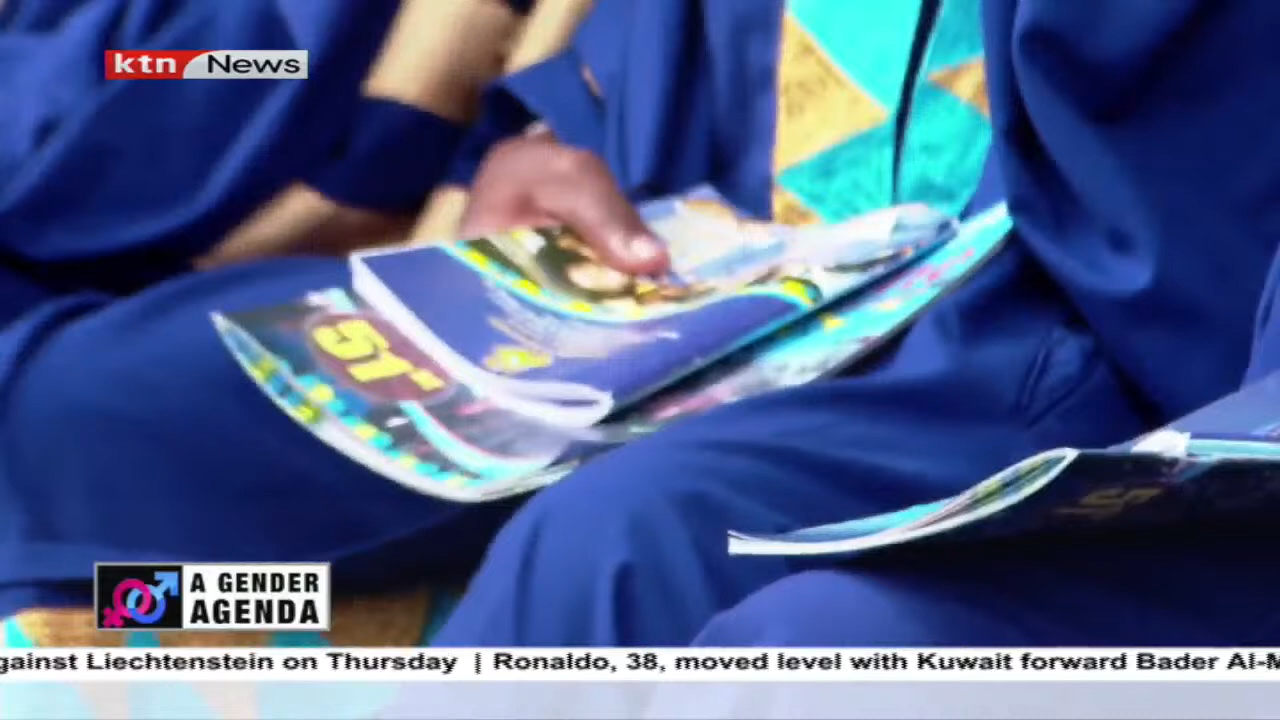 ktn News
A GENDER
AGENDA
gainst Liechtenstein on Thursday | Ronaldo, 38, moved level with Kuwait forward Bader Al-M